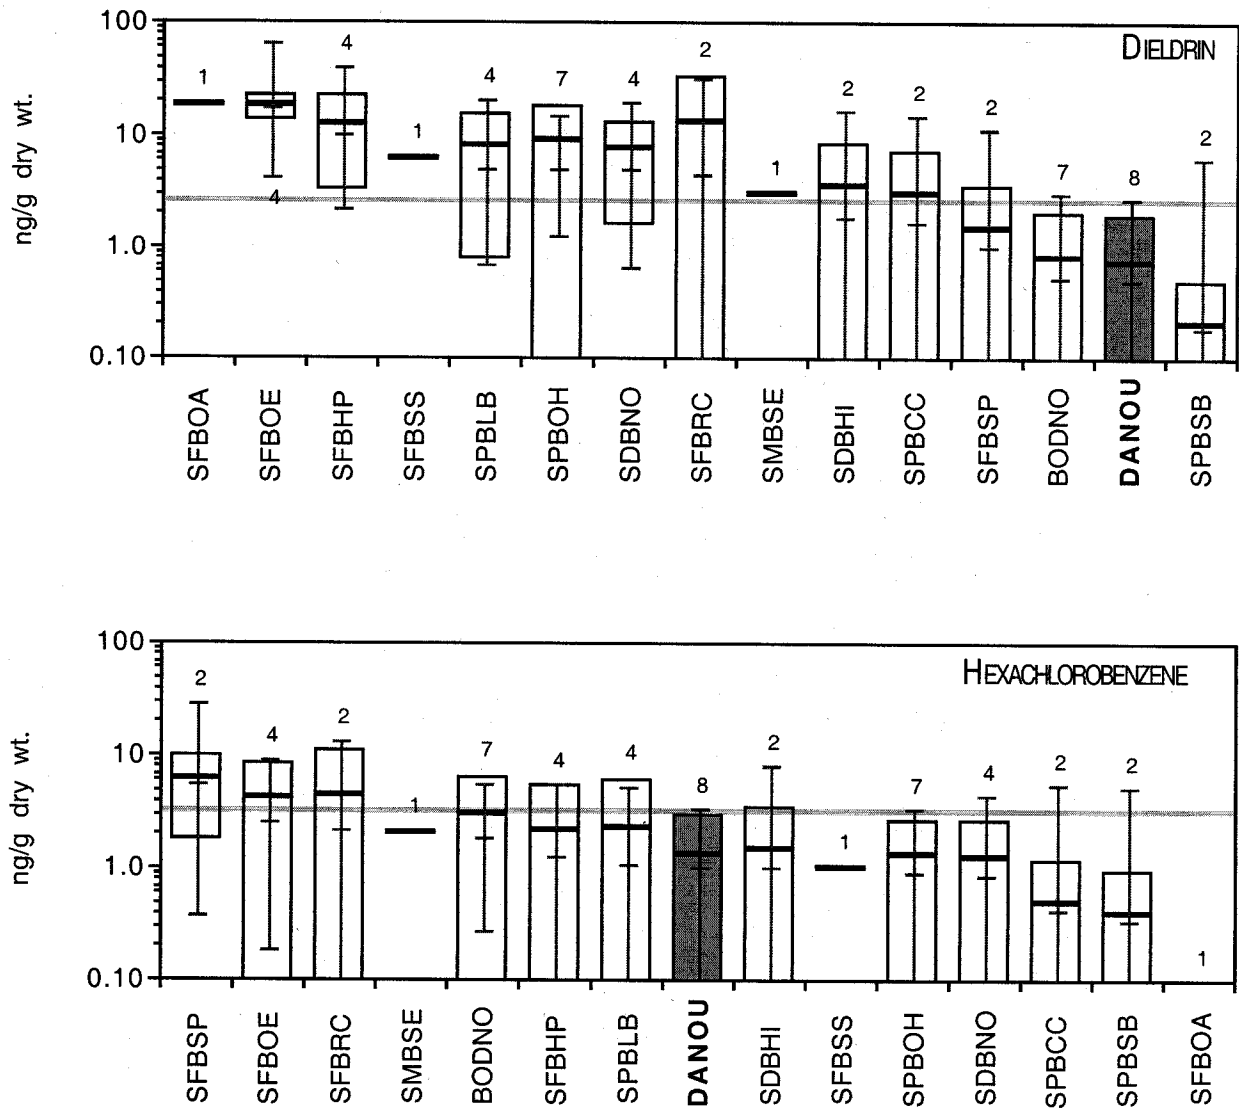 DIELDRIN
ng/g dry wt.
100
10
1.0
0.10
1
4
4
1
4
7
4
2
1
2
2
2
7
8
2
SFBOA
SFBOE
SFBHP
SFBSS
SPBLB
SPBOH
SDBNO
SFBRC
SMBSE
SDBHI
SPBCC
SFBSP
BODNO
DANOU
SPBSB
HEXACHLOROBENZENE
ng/g dry wt.
100
10
1.0
0.10
2
4
2
1
7
4
4
8
2
1
7
4
2
2
1
SFBSP
SFBOE
SFBRC
SMBSE
BODNO
SFBHP
SPBLB
DANOU
SDBHI
SFBSS
SPBOH
SDBNO
SPBCC
SPBSB
SFBOA